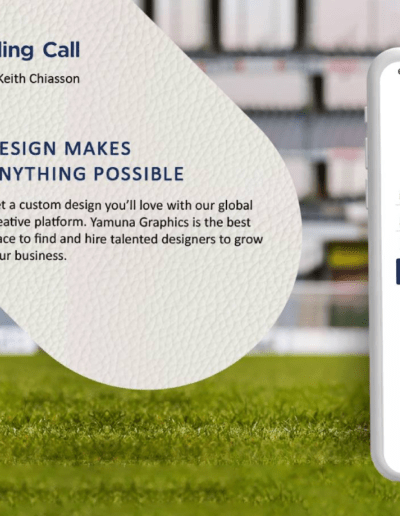 ling Call
Keith Chiasson
ESIGN MAKES
NYTHING POSSIBLE
et a custom design you'll love with our global
eative platform. Yamuna Graphics is the best
ace to find and hire talented designers to grow
ur business.